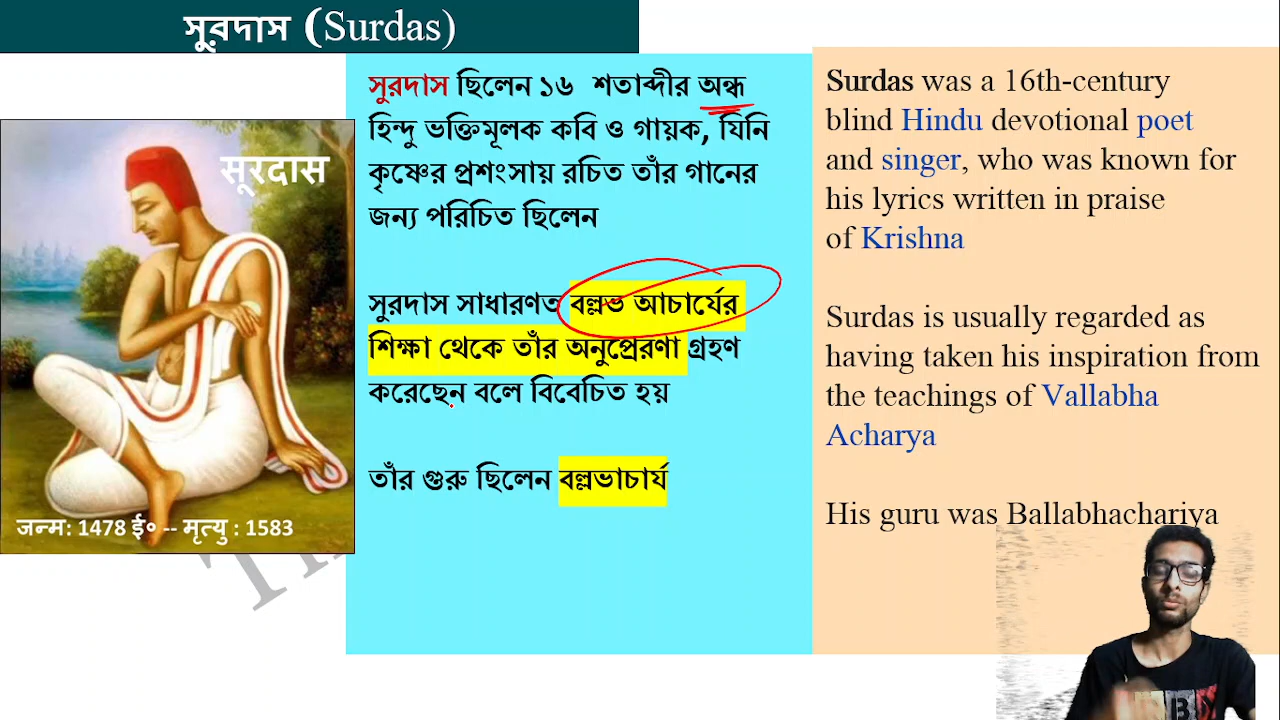 সুরদাস (Surdas)
सूरदास
जन्म: 1478 ई० -- मृत्यु : 1583
সুরদাস ছিলেন ১৬ শতাব্দীর অন্ধ
হিন্দু ভক্তিমূলক কবি ও গায়ক, যিনি
কৃষ্ণের প্রশংসায় রচিত তাঁর গানের
জন্য পরিচিত ছিলেন
সুরদাস সাধারণত বল্লভ আচার্যের
শিক্ষা থেকে তাঁর অনুপ্রেরণা গ্রহণ
করেছেন বলে বিবেচিত হয়
তাঁর গুরু ছিলেন বল্লভাচার্য
Surdas was a 16th-century
blind Hindu devotional poet
and singer, who was known for
his lyrics written in praise
of Krishna
Surdas is usually regarded as
having taken his inspiration from
the teachings of Vallabha
Acharya
His guru was Ballabhachariya